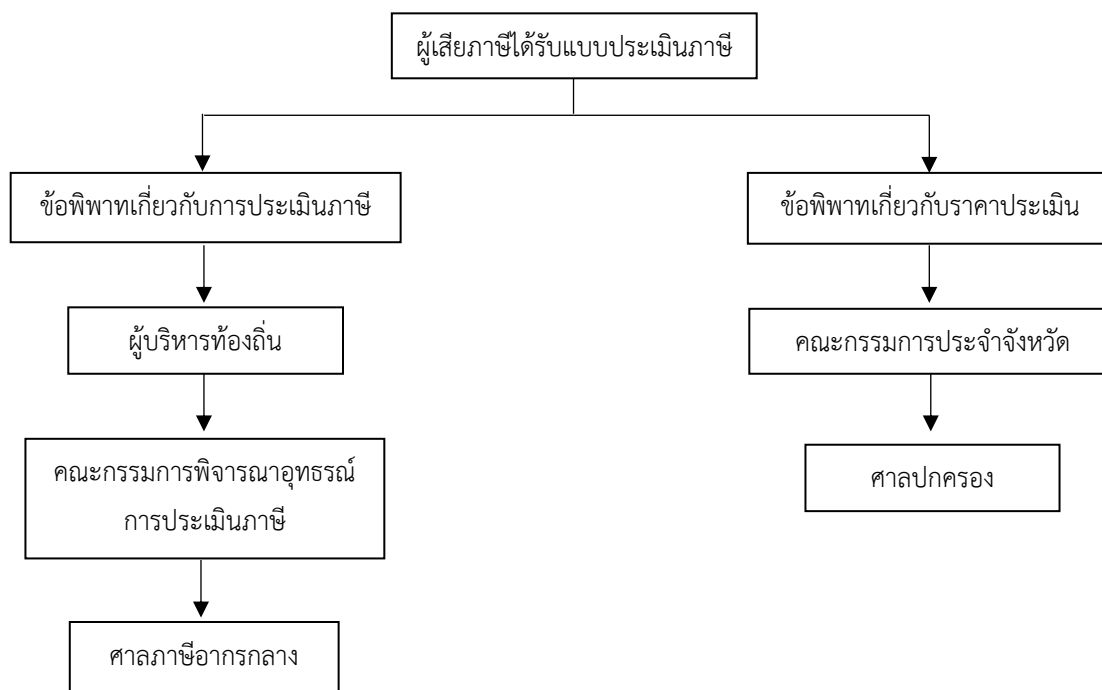 ผู้เสียภาษีได้รับแบบประเมินภาษี
ข้อพิพาทเกี่ยวกับการประเมินภาษี
ข้อพิพาทเกี่ยวกับราคาประเมิน
ผู้บริหารท้องถิ่น
คณะกรรมการประจำจังหวัด
คณะกรรมการพิจารณาอุทธรณ์
การประเมินภาษี
ศาลปกครอง
ศาลภาษีอากรกลาง